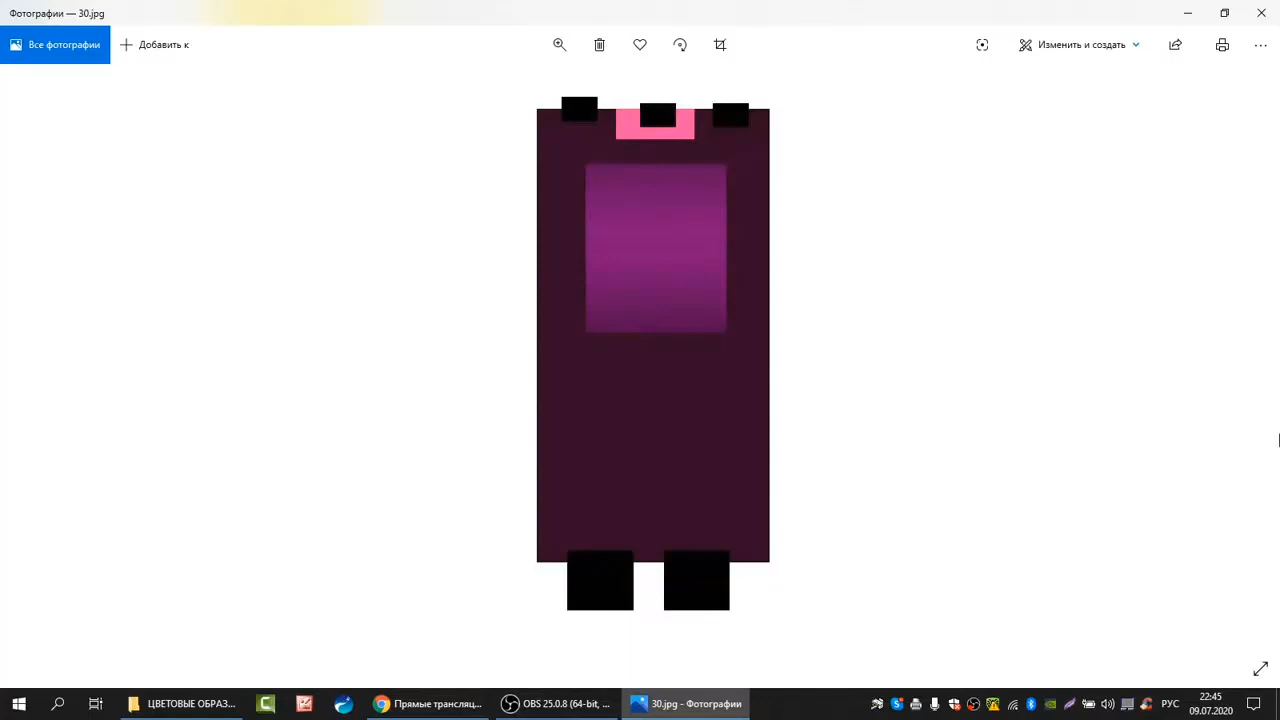 Фотографии — 30.jpg
Все фотографии
Добавить к
Изменить и создать
ЦВЕТОВЫЕ ОБРАЗ...
Прямые трансляц...
OBS 25.0.8 (64-bit, ...
30.jpg - Фотографии
РУС
22:45
09.07.2020